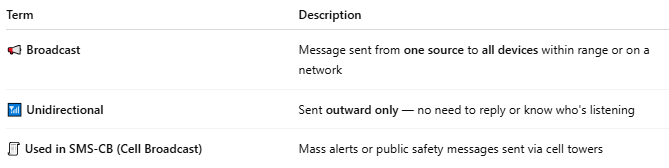 Term Description
📢 Broadcast Message sent from one source to all devices within range or on a
network
📶 Unidirectional Sent outward only — no need to reply or know who's listening
🧾 Used in SMS-CB (Cell Broadcast) Mass alerts or public safety messages sent via cell towers